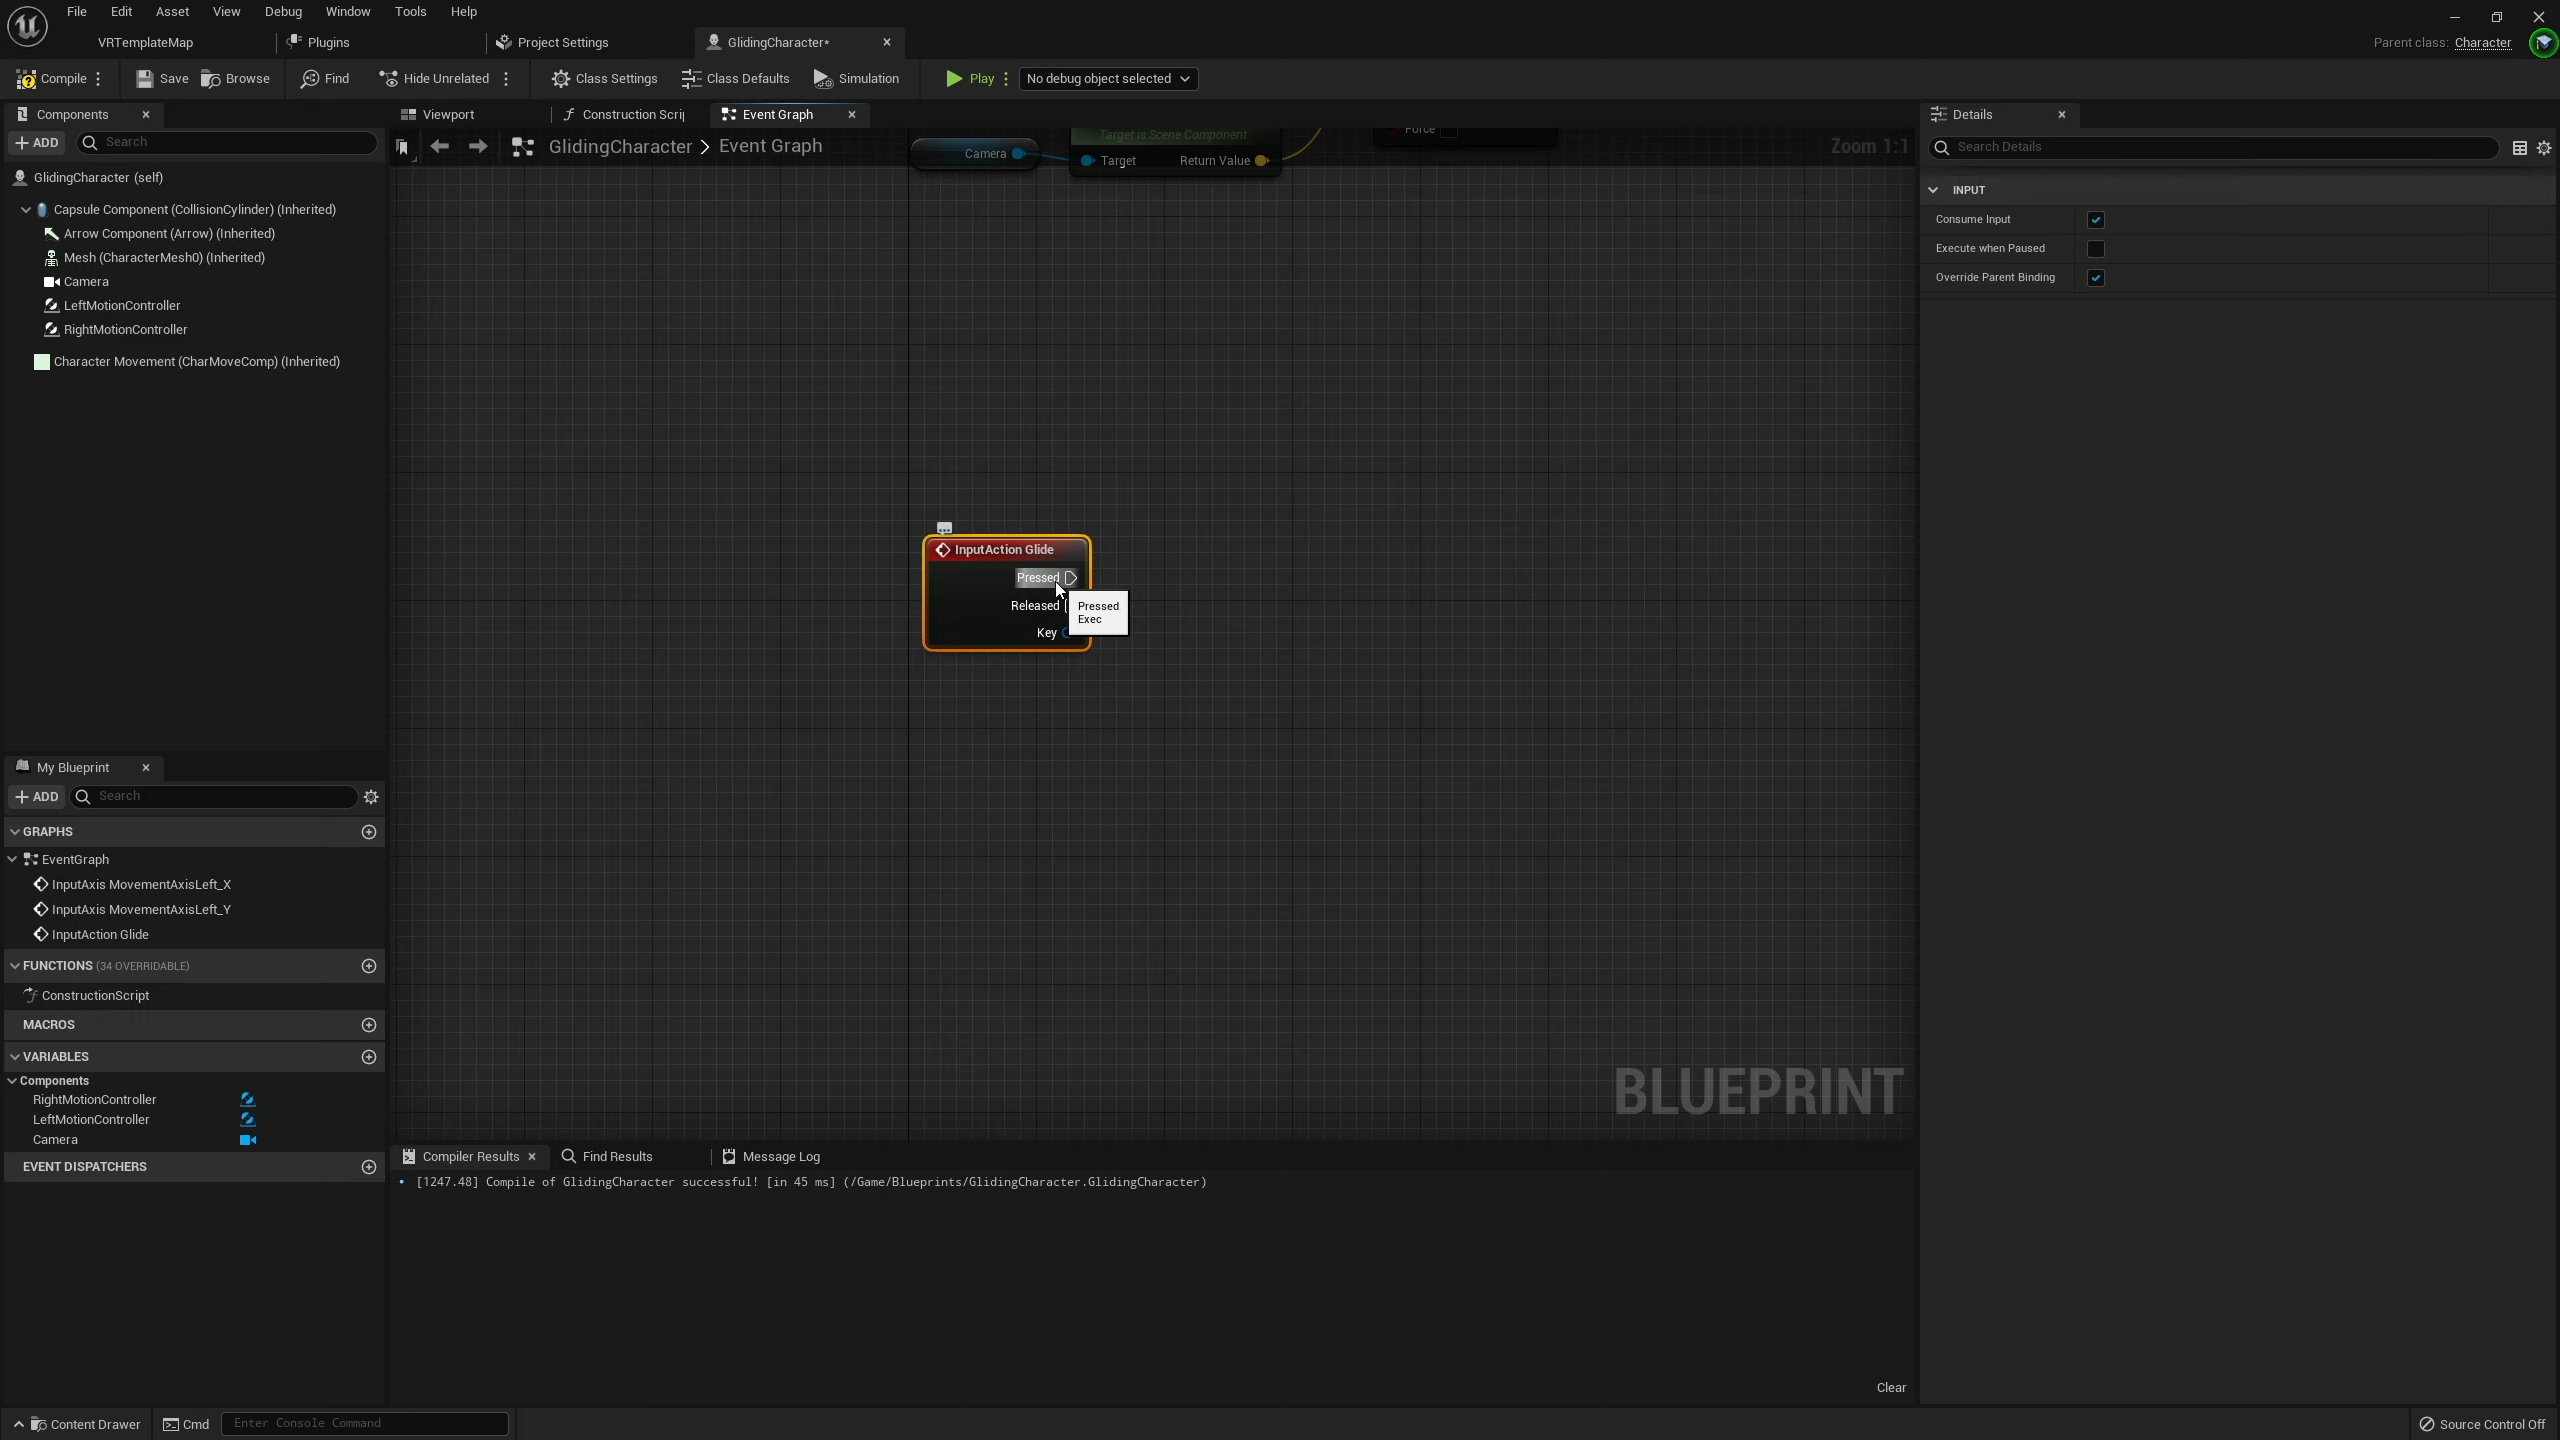 File Edit Asset View Debug Window Tools Help
VRTemplateMap Plugins Project Settings GlidingCharacter* Parent class: Character
Compile Save Browse Find Hide Unrelated Class Settings Class Defaults Simulation Play No debug object selected
Components
ADD Search
GlidingCharacter (self)
Capsule Component (CollisionCylinder) (Inherited)
Arrow Component (Arrow) (Inherited)
Mesh (CharacterMesh0) (Inherited)
Camera
LeftMotionController
RightMotionController
Character Movement (CharMoveComp) (Inherited)
My Blueprint
ADD Search
GRAPHS
EventGraph
InputAxis MovementAxisLeft_X
InputAxis MovementAxisLeft_Y
InputAction Glide
FUNCTIONS (34 OVERRIDABLE)
ConstructionScript
MACROS
VARIABLES
Components
RightMotionController
LeftMotionController
Camera
EVENT DISPATCHERS
Viewport Construction Scrip Event Graph
GlidingCharacter > Event Graph Zoom 1:1
Target is Scene Component
Force
Camera Target Return Value
InputAction Glide
Pressed
Released
Key
Pressed
Exec
BLUEPRINT
Compiler Results Find Results Message Log
[1247.48] Compile of GlidingCharacter successful! [in 45 ms] (/Game/Blueprints/GlidingCharacter.GlidingCharacter)
Clear
Details
Search Details
INPUT
Consume Input
Execute when Paused
Override Parent Binding
Content Drawer Cmd Enter Console Command Source Control Off